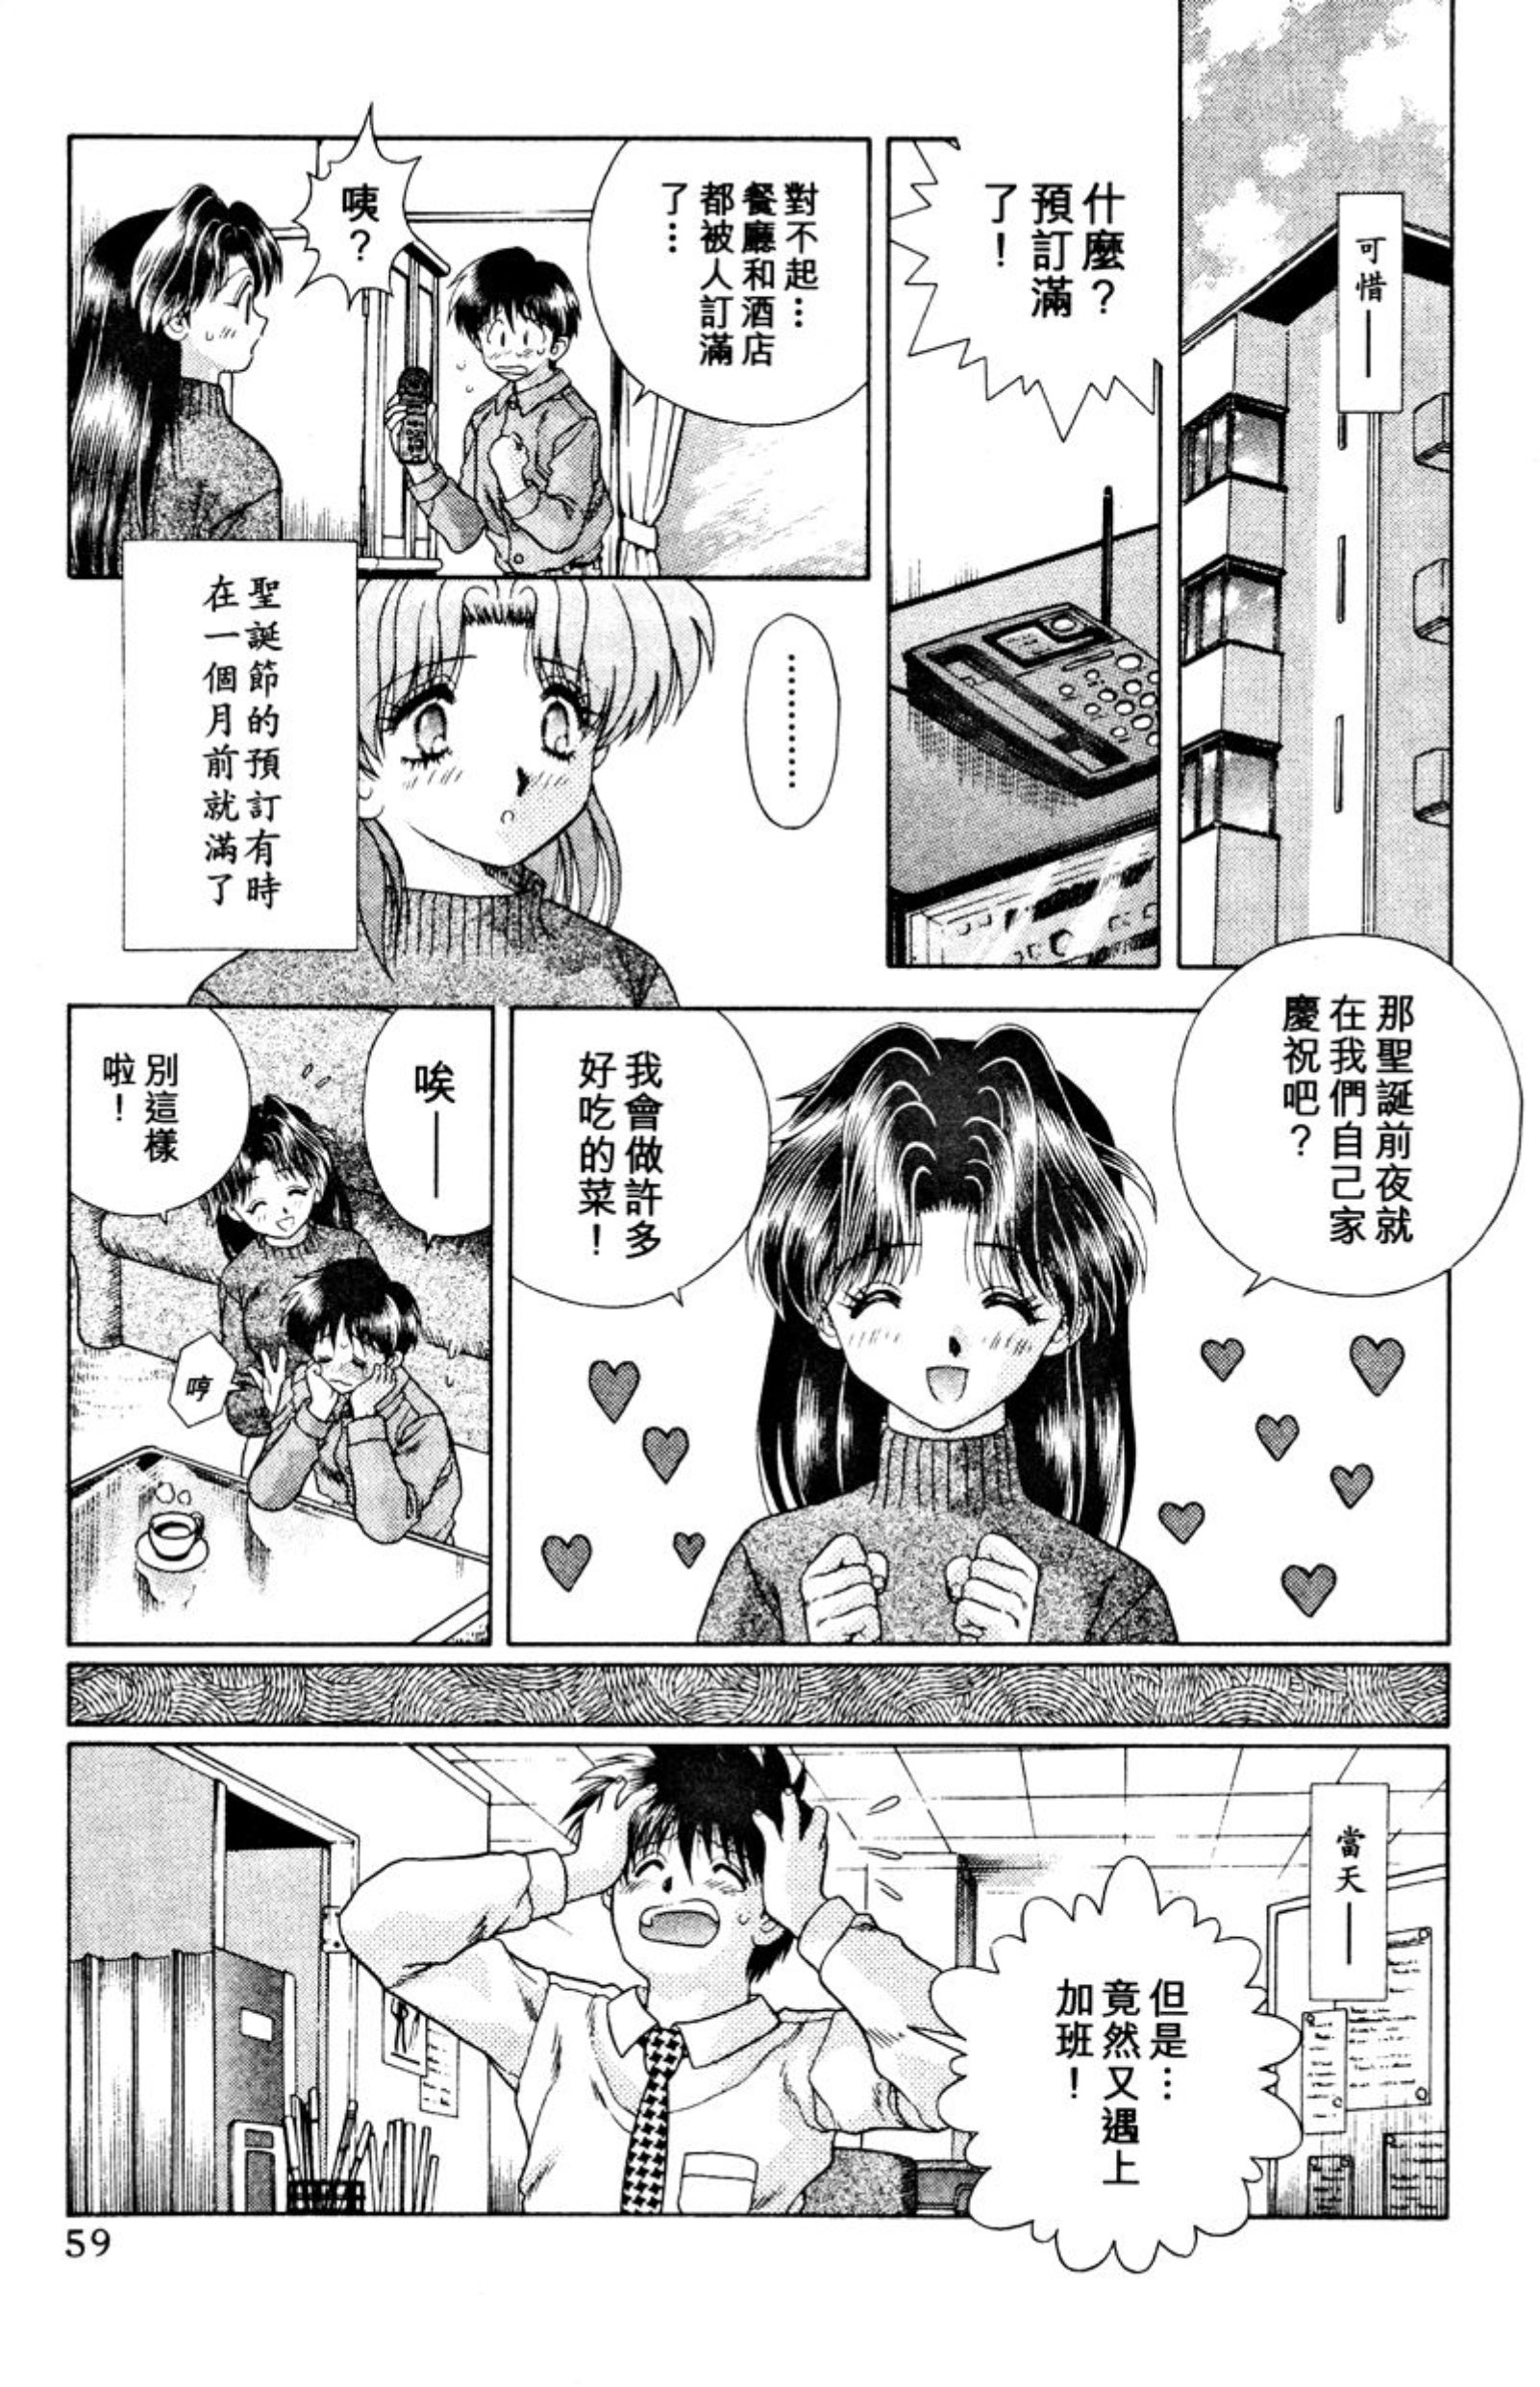 可惜——
什麼？
預訂滿
了！
對不起…
餐廳和酒店
都被人訂滿
了…
咦？
…………
聖誕節的預訂有時
在一個月前就滿了
那聖誕前夜就
在我們自己家
慶祝吧？
我會做許多
好吃的菜！
唉——
別這樣
啦！
哼
當天——
但是…
竟然又遇上
加班！
59